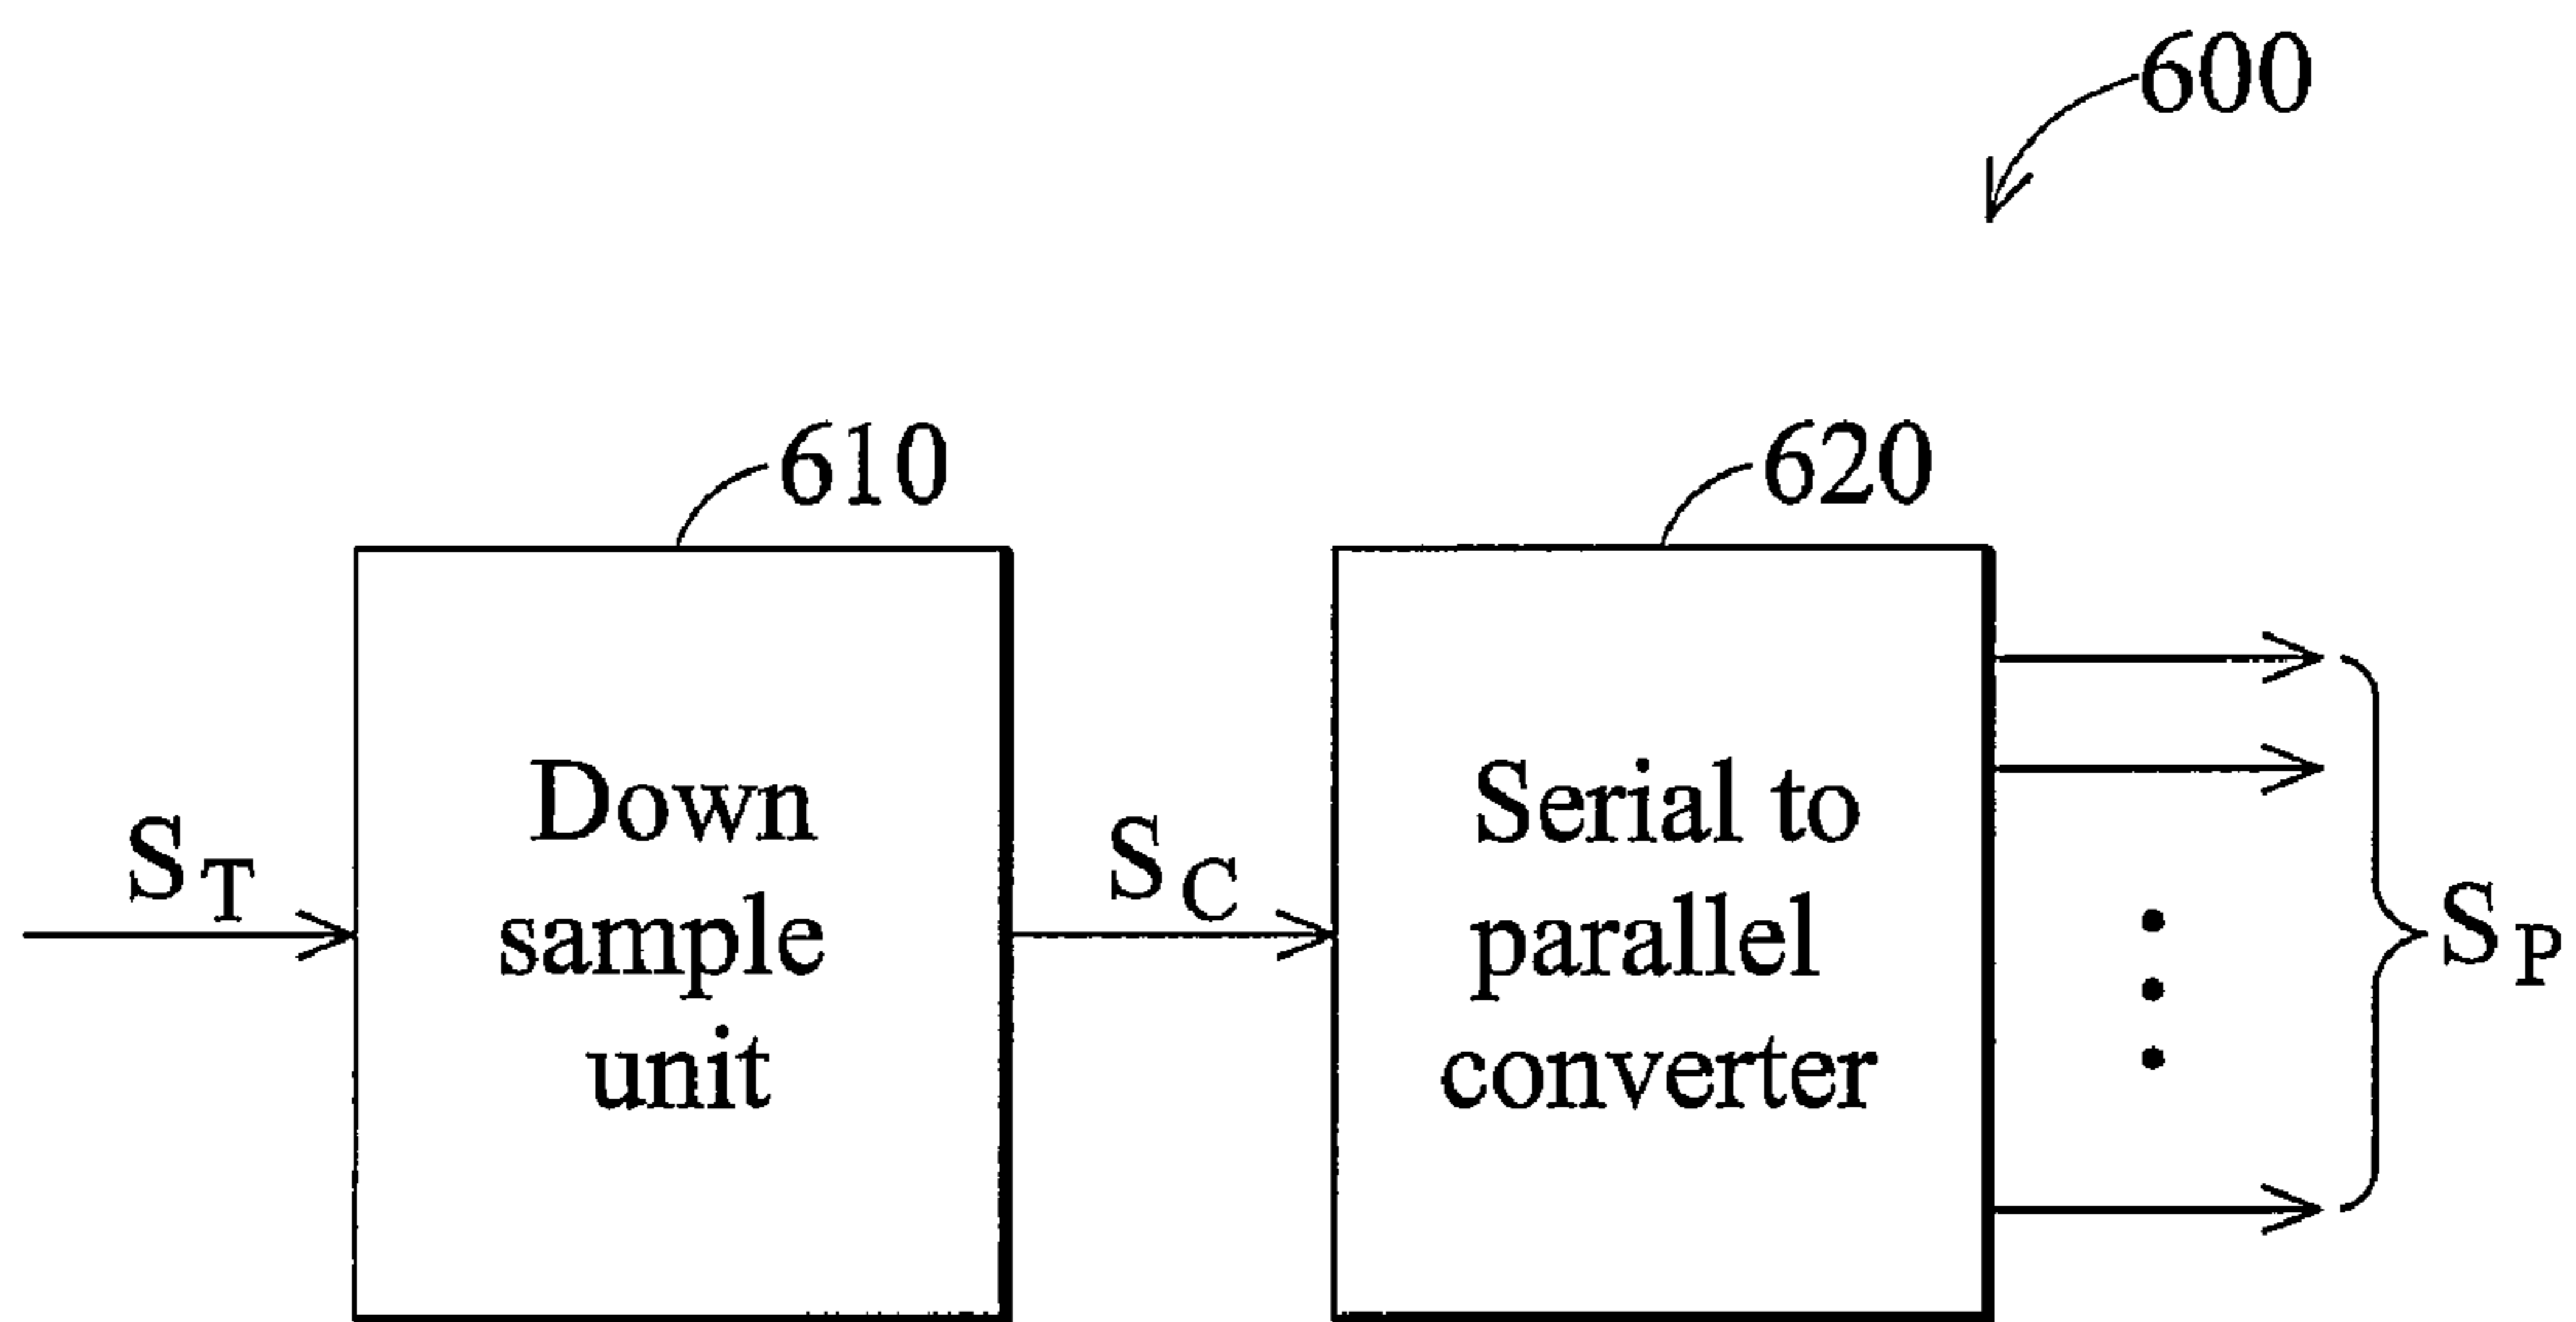 600
610
620
Down
sample
unit
Serial to
parallel
converter
S_T
S_C
S_P